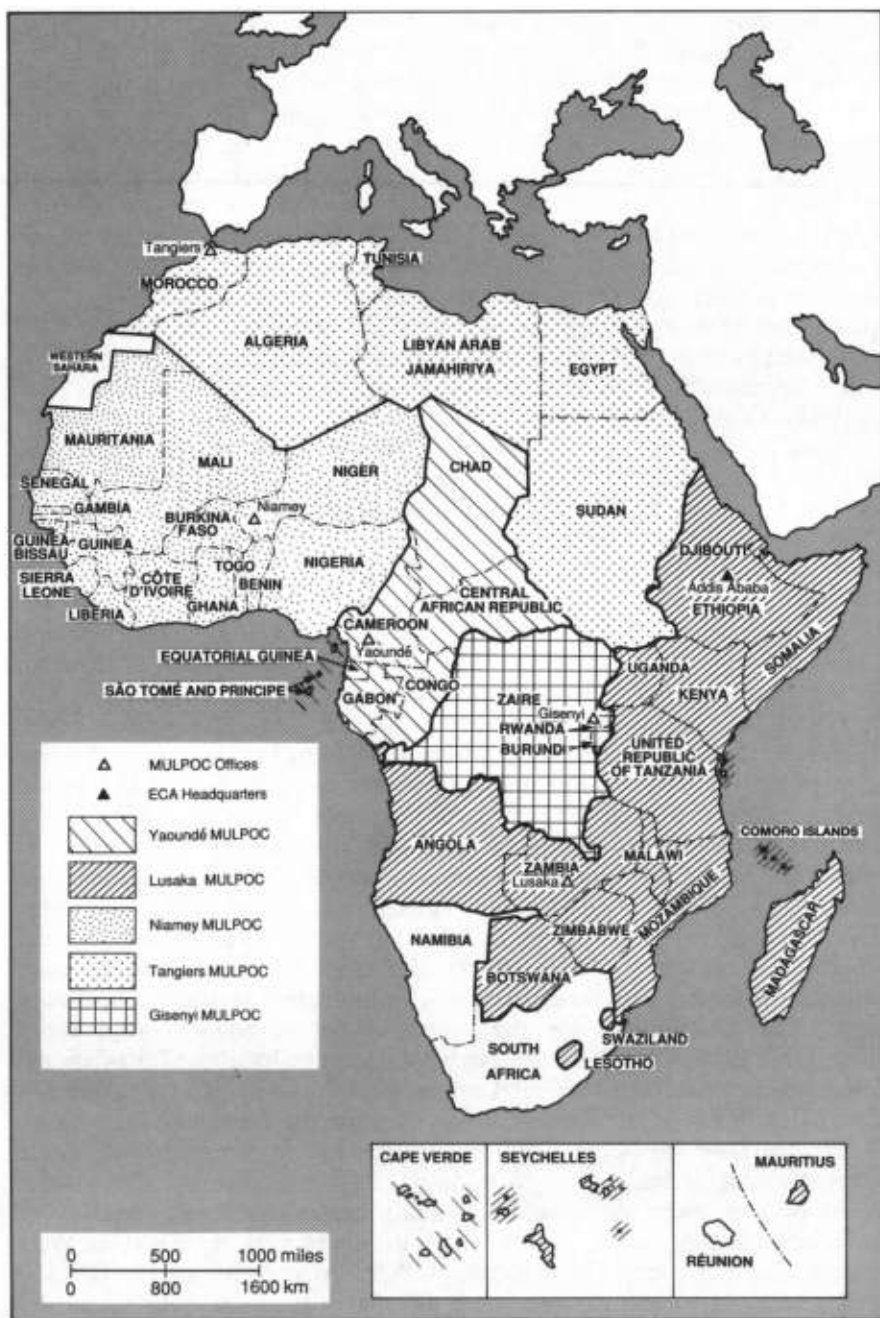 Tangiers
TUNISIA
MOROCCO
ALGERIA
LIBYAN ARAB
JAMAHIRIYA
EGYPT
WESTERN
SAHARA
MAURITANIA
MALI
NIGER
CHAD
SUDAN
SENEGAL
GAMBIA
BURKINA
FASO
Niamey
GUINEA
BISSAU
GUINEA
NIGERIA
DJIBOUTI
Addis Ababa
ETHIOPIA
SIERRA
LEONE
CÔTE
D'IVOIRE
TOGO
BENIN
GHANA
LIBERIA
CENTRAL
AFRICAN REPUBLIC
SOMALIA
CAMEROON
Yaoundé
EQUATORIAL GUINEA
UGANDA
KENYA
SÃO TOMÉ AND PRINCIPE
GABON
CONGO
ZAIRE
Gisenyi
RWANDA
BURUNDI
UNITED
REPUBLIC
OF TANZANIA
MULPOC Offices
ECA Headquarters
Yaoundé MULPOC
Lusaka MULPOC
Niamey MULPOC
Tangiers MULPOC
Gisenyi MULPOC
COMORO ISLANDS
ANGOLA
ZAMBIA
Lusaka
MALAWI
MOZAMBIQUE
MADAGASCAR
NAMIBIA
ZIMBABWE
BOTSWANA
SWAZILAND
LESOTHO
SOUTH
AFRICA
CAPE VERDE
SEYCHELLES
MAURITIUS
RÉUNION
0 500 1000 miles
0 800 1600 km